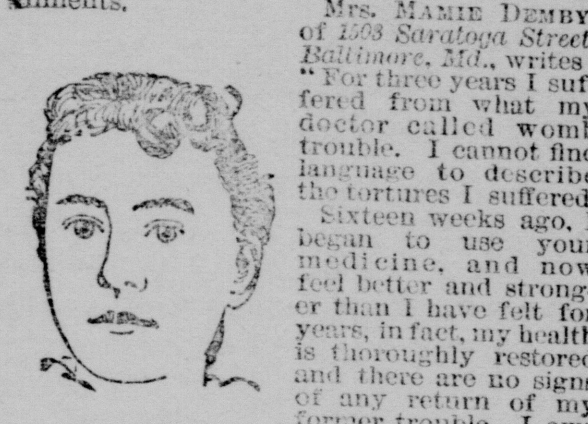 ailments.
Mrs. MAMIE DEMBY
of 1503 Saratoga Street
Baltimore, Md., writes
"For three years I suf
fered from what my
doctor called womb
trouble. I cannot find
language to describe
the tortures I suffered
Sixteen weeks ago, I
began to use your
medicine, and now
feel better and strong-
er than I have felt for
years, in fact, my health
is thoroughly restored
and there are no signs
of any return of my
former trouble. I